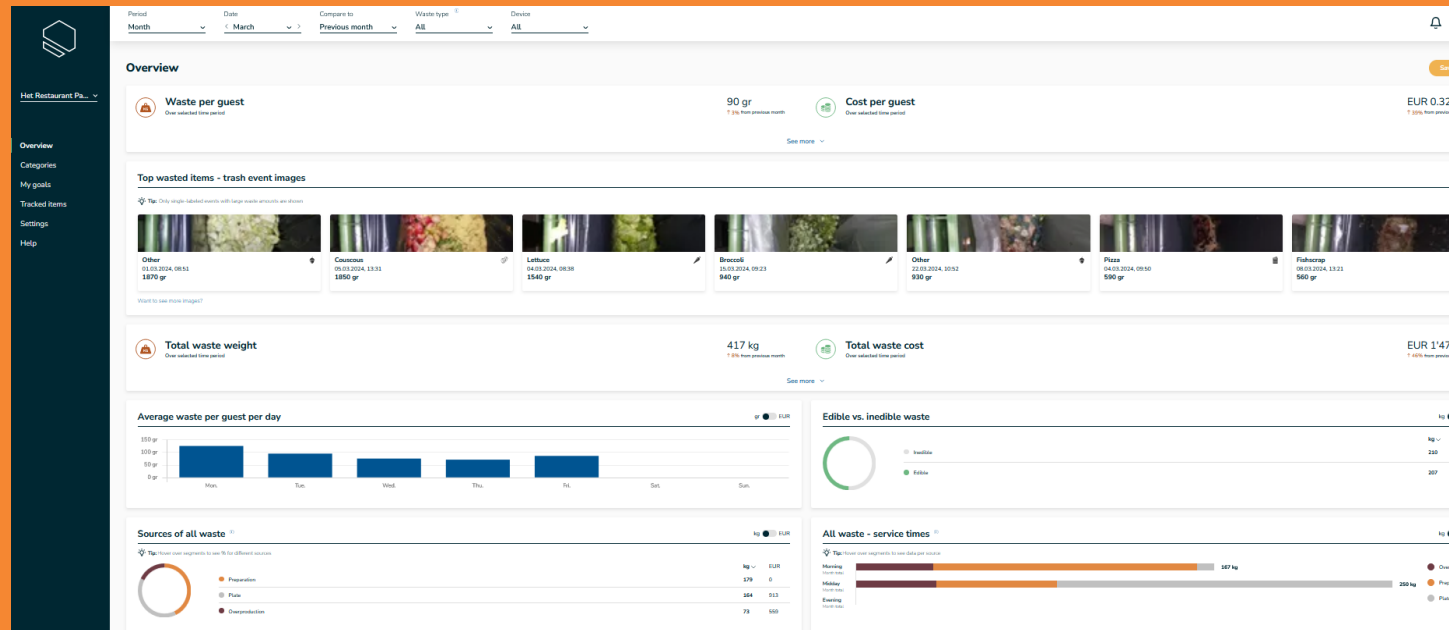 Period
Date
Compare to
Waste type
Device
Month
< March >
Previous month
All
All
Het Restaurant Pa...
Overview
Categories
My goals
Tracked items
Settings
Help
Overview
Waste per guest
Over selected time period
90 gr
↑ 3% from previous month
Cost per guest
Over selected time period
EUR 0.32
See more
Top wasted items - trash event images
Tip: Only single-labeled events with large waste amounts are shown
Other
01.03.2024, 08:51
1870 gr
Couscous
05.03.2024, 13:31
1850 gr
Lettuce
04.03.2024, 08:38
1540 gr
Broccoli
15.03.2024, 09:23
940 gr
Other
22.03.2024, 10:52
930 gr
Pizza
04.03.2024, 09:50
590 gr
Fishscrap
08.03.2024, 13:21
560 gr
Want to see more images?
Total waste weight
Over selected time period
417 kg
from previous month
Total waste cost
Over selected time period
EUR 1'47
See more
Average waste per guest per day
gr EUR
150 gr
100 gr
50 gr
0 gr
Mon.
Tue.
Wed.
Thu.
Fri.
Sat.
Sun.
Edible vs. inedible waste
kg
kg
Inedible
210
Edible
207
Sources of all waste
kg EUR
Tip: Hover over segments to see % for different sources
kg EUR
Preparation
179 0
Plate
164 913
Overproduction
73 559
All waste - service times
kg
Tip: Hover over segments to see data per source
Morning
167 kg
Midday
250 kg
Evening